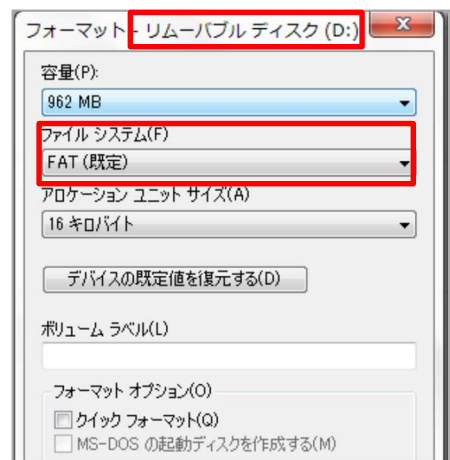 フォーマット - リムーバブル ディスク (D:)
容量(P):
962 MB
ファイル システム(F)
FAT (既定)
アロケーション ユニット サイズ(A)
16 キロバイト
デバイスの既定値を復元する(D)
ボリューム ラベル(L)
フォーマット オプション(O)
クイック フォーマット(Q)
MS-DOS の起動ディスクを作成する(M)